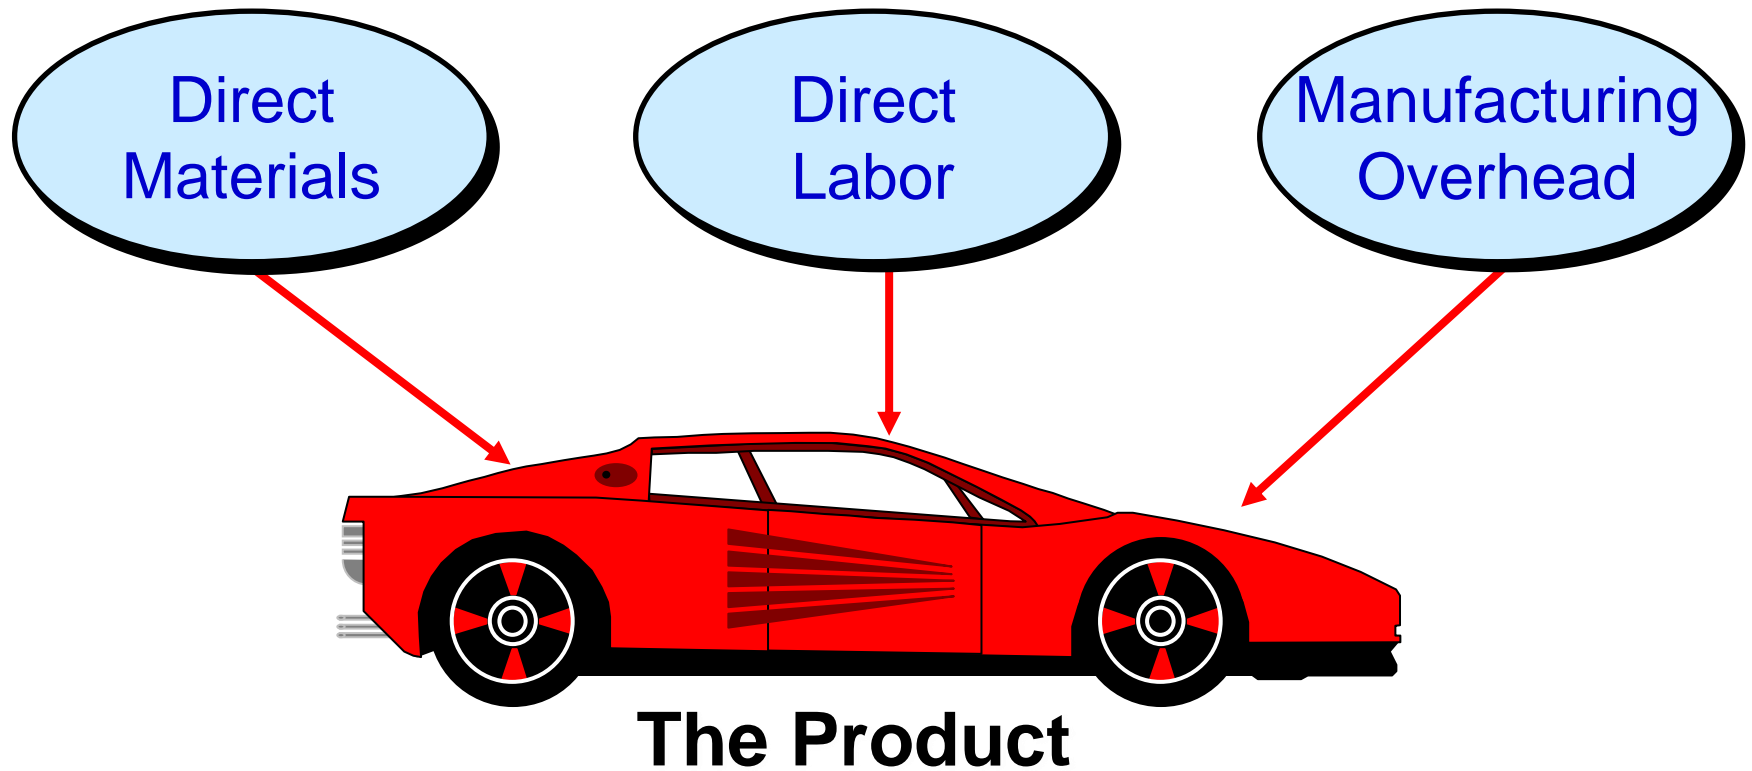 Direct
Materials
Direct
Labor
Manufacturing
Overhead
The Product